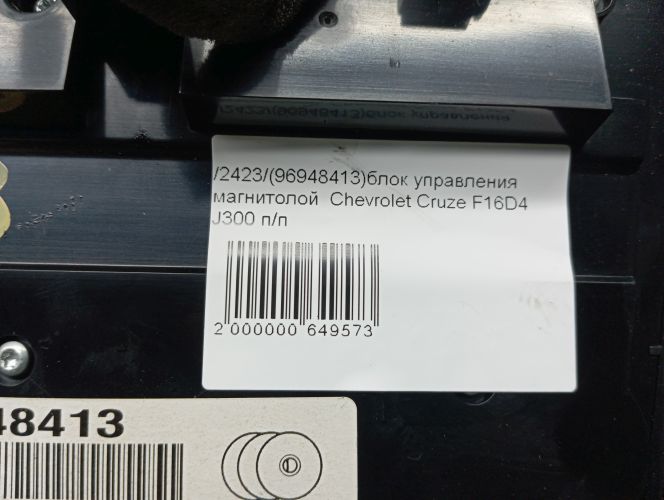 /2423/(96948413)блок управления
магнитолой Chevrolet Cruze F16D4
J300 п/п
2 000000 649573
48413